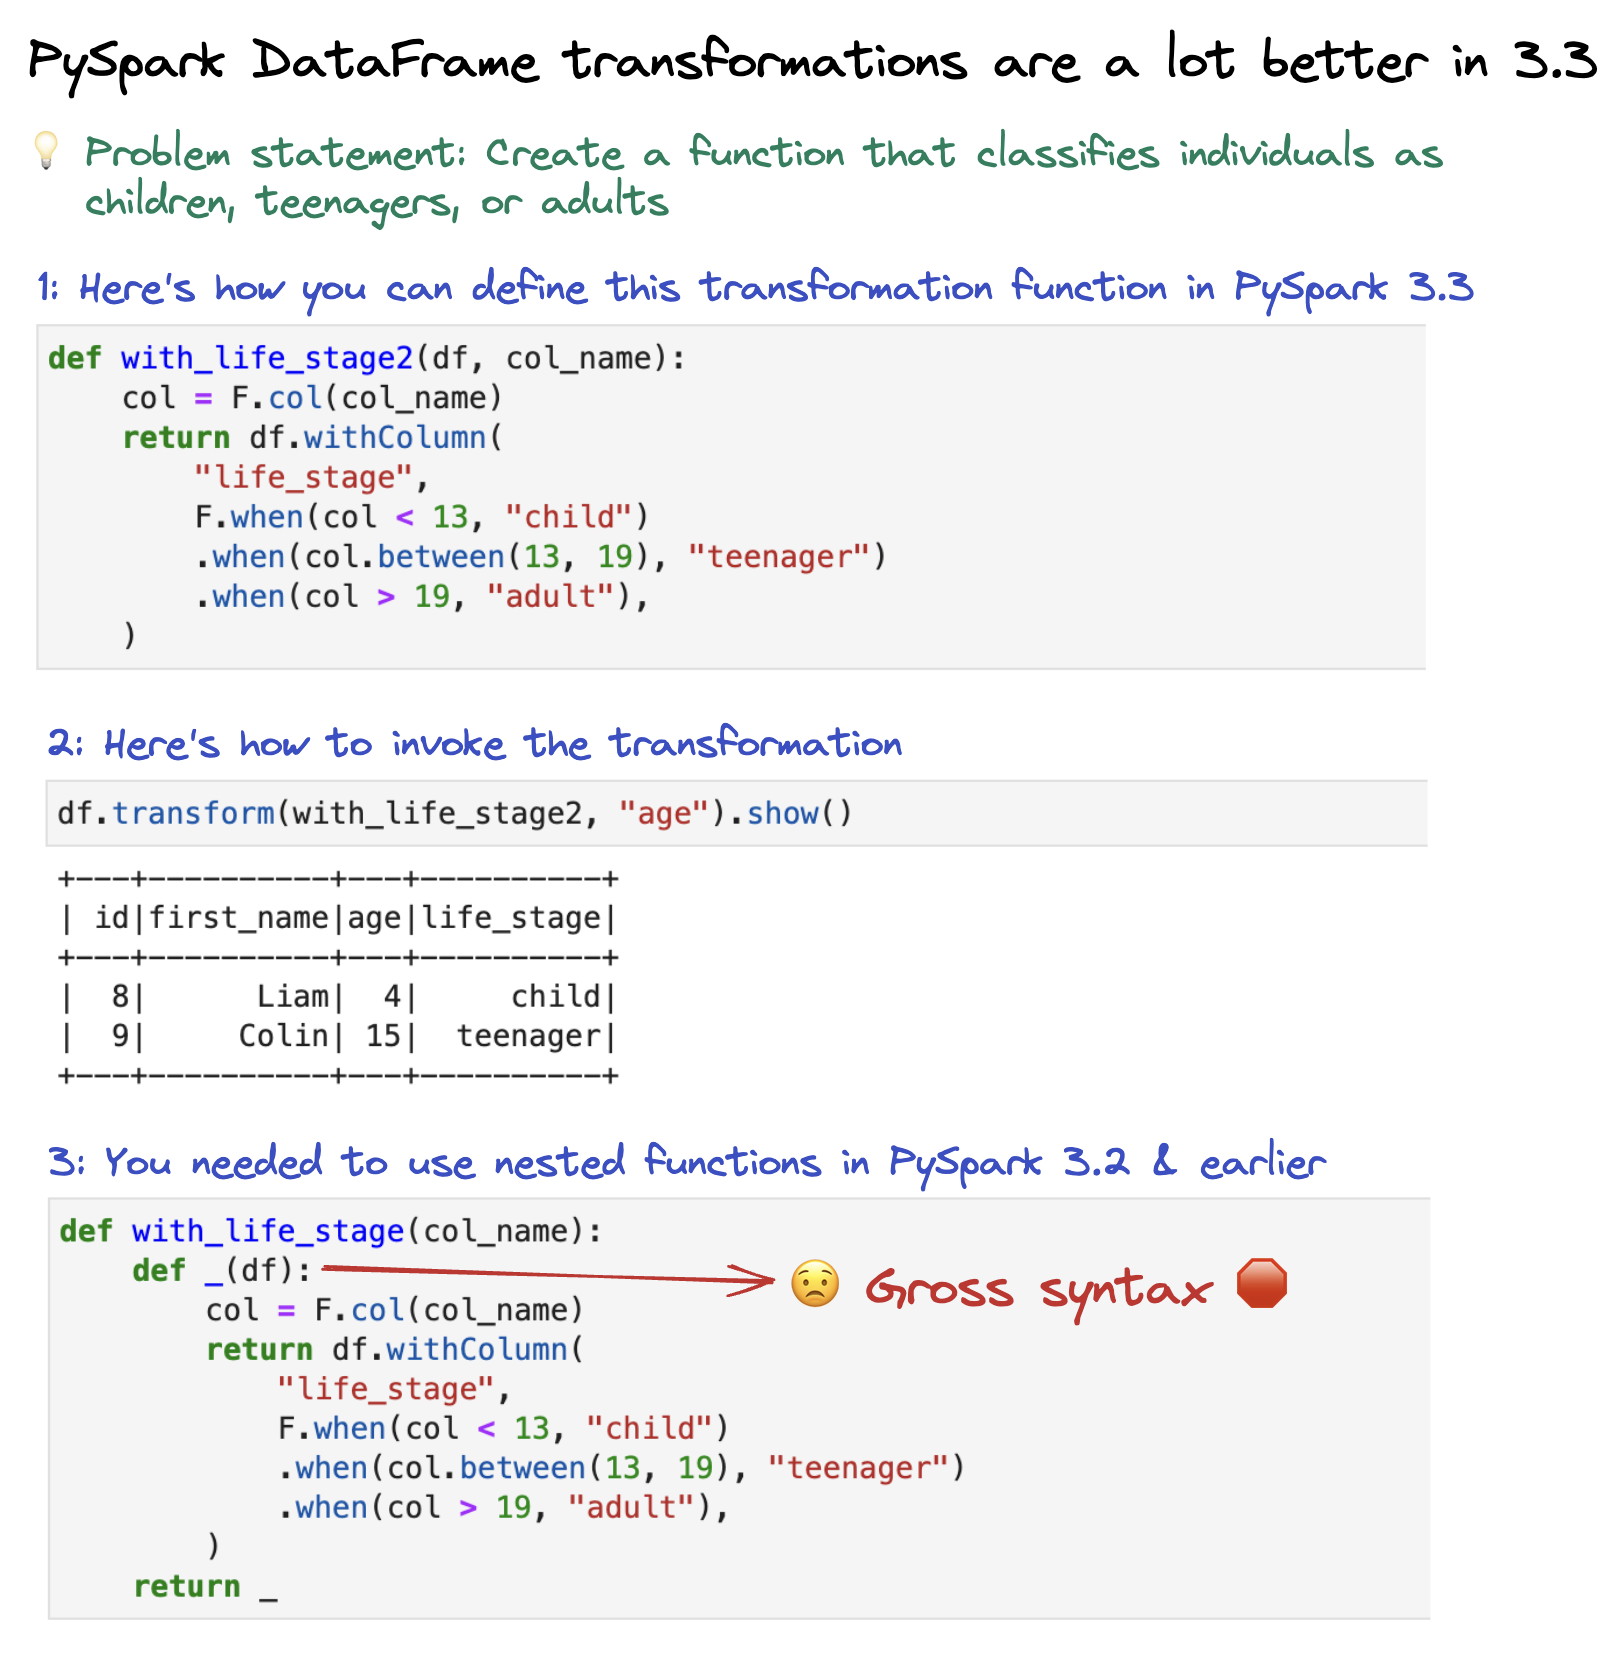 PySpark DataFrame transformations are a lot better in 3.3
💡 Problem statement: Create a function that classifies individuals as
children, teenagers, or adults
1: Here's how you can define this transformation function in PySpark 3.3
def with_life_stage2(df, col_name):
    col = F.col(col_name)
    return df.withColumn(
        "life_stage",
        F.when(col < 13, "child")
        .when(col.between(13, 19), "teenager")
        .when(col > 19, "adult"),
    )
2: Here's how to invoke the transformation
df.transform(with_life_stage2, "age").show()
+---+----------+---+----------+
| id|first_name|age|life_stage|
+---+----------+---+----------+
|  8|      Liam|  4|     child|
|  9|     Colin| 15|  teenager|
+---+----------+---+----------+
3: You needed to use nested functions in PySpark 3.2 & earlier
def with_life_stage(col_name):
    def _(df):
😟 Gross syntax 🛑
        col = F.col(col_name)
        return df.withColumn(
            "life_stage",
            F.when(col < 13, "child")
            .when(col.between(13, 19), "teenager")
            .when(col > 19, "adult"),
        )
    return _